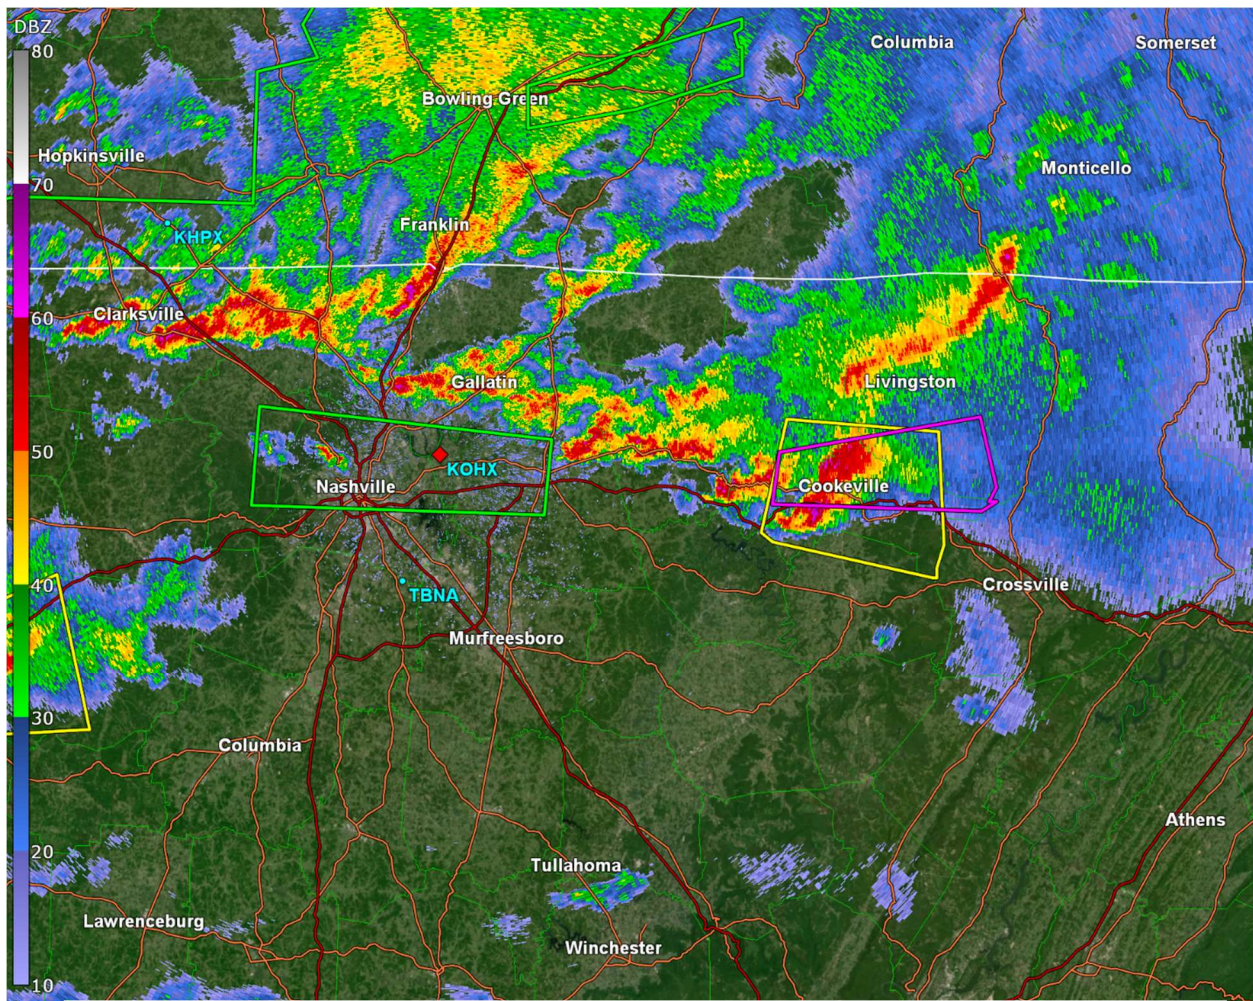 DBZ
80
Columbia
Somerset
Bowling Green
Hopkinsville
Monticello
70
Franklin
KHPX
Clarksville
60
Gallatin
Livingston
50
KOHX
Nashville
Cookeville
40
TBNA
Crossville
Murfreesboro
30
Columbia
Athens
20
Tullahoma
Lawrenceburg
Winchester
10